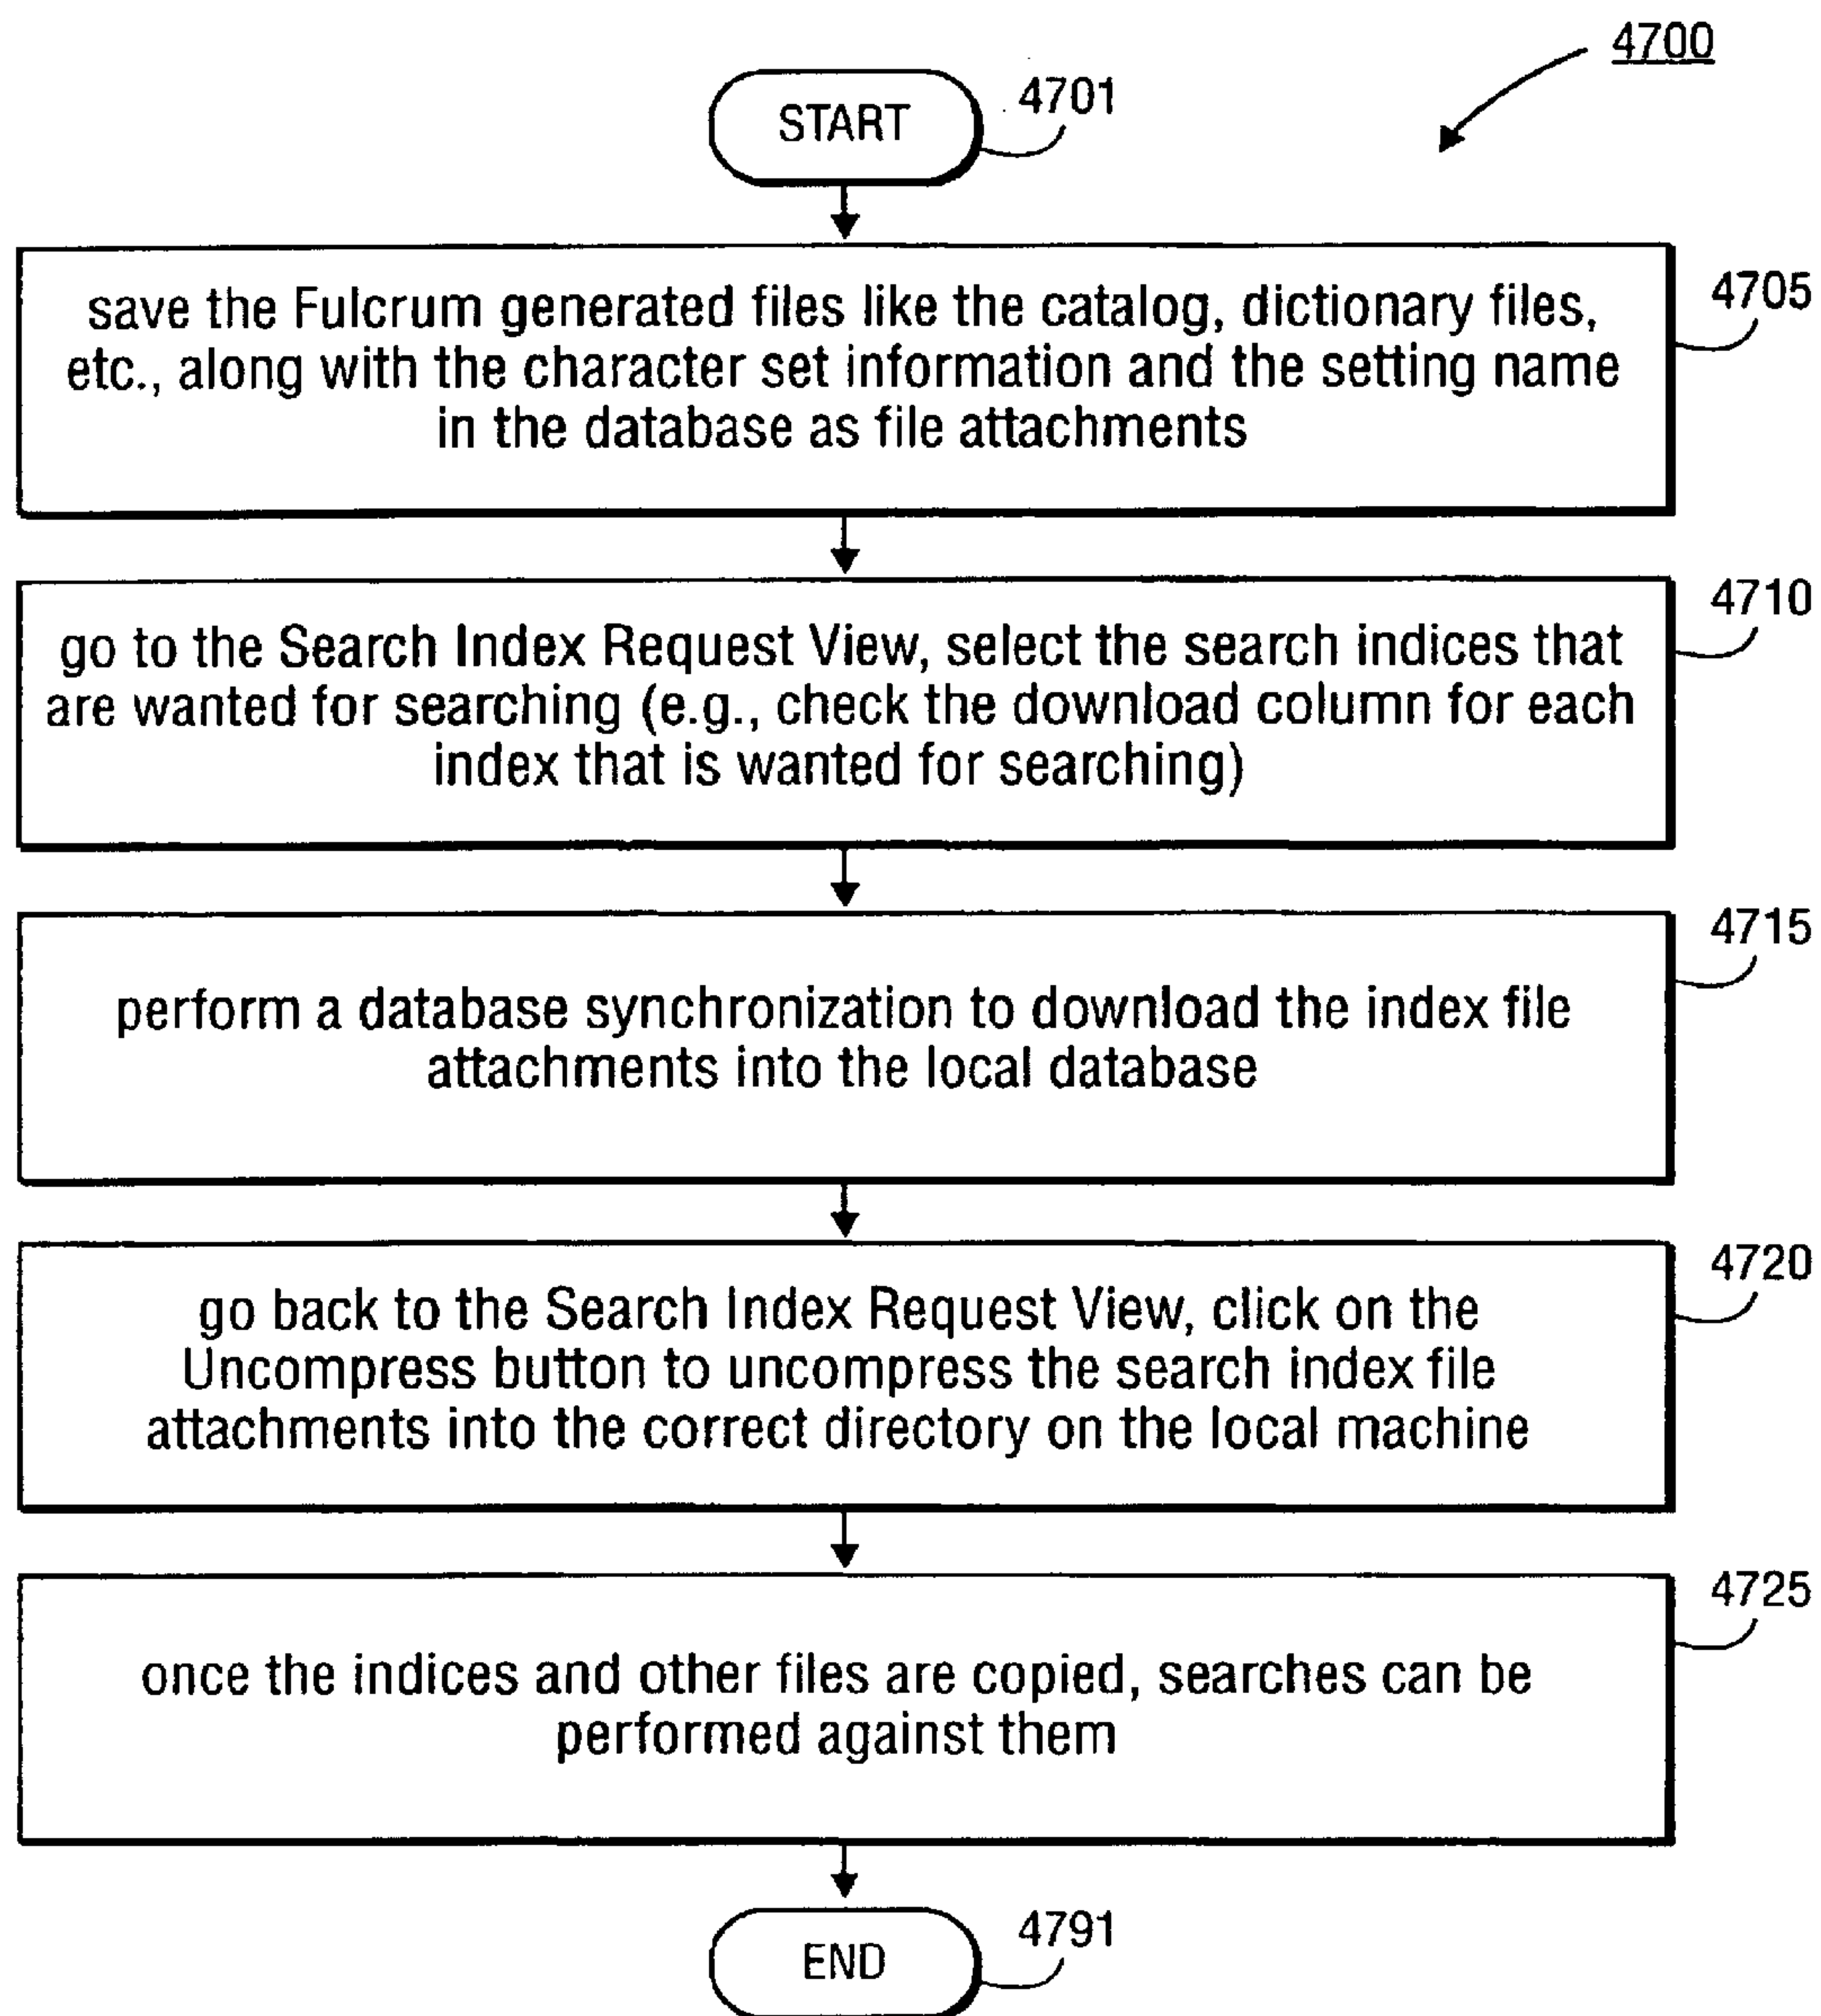 4700
START
4701
save the Fulcrum generated files like the catalog, dictionary files,
etc., along with the character set information and the setting name
in the database as file attachments
4705
go to the Search Index Request View, select the search indices that
are wanted for searching (e.g., check the download column for each
index that is wanted for searching)
4710
perform a database synchronization to download the index file
attachments into the local database
4715
go back to the Search Index Request View, click on the
Uncompress button to uncompress the search index file
attachments into the correct directory on the local machine
4720
once the indices and other files are copied, searches can be
performed against them
4725
END
4791